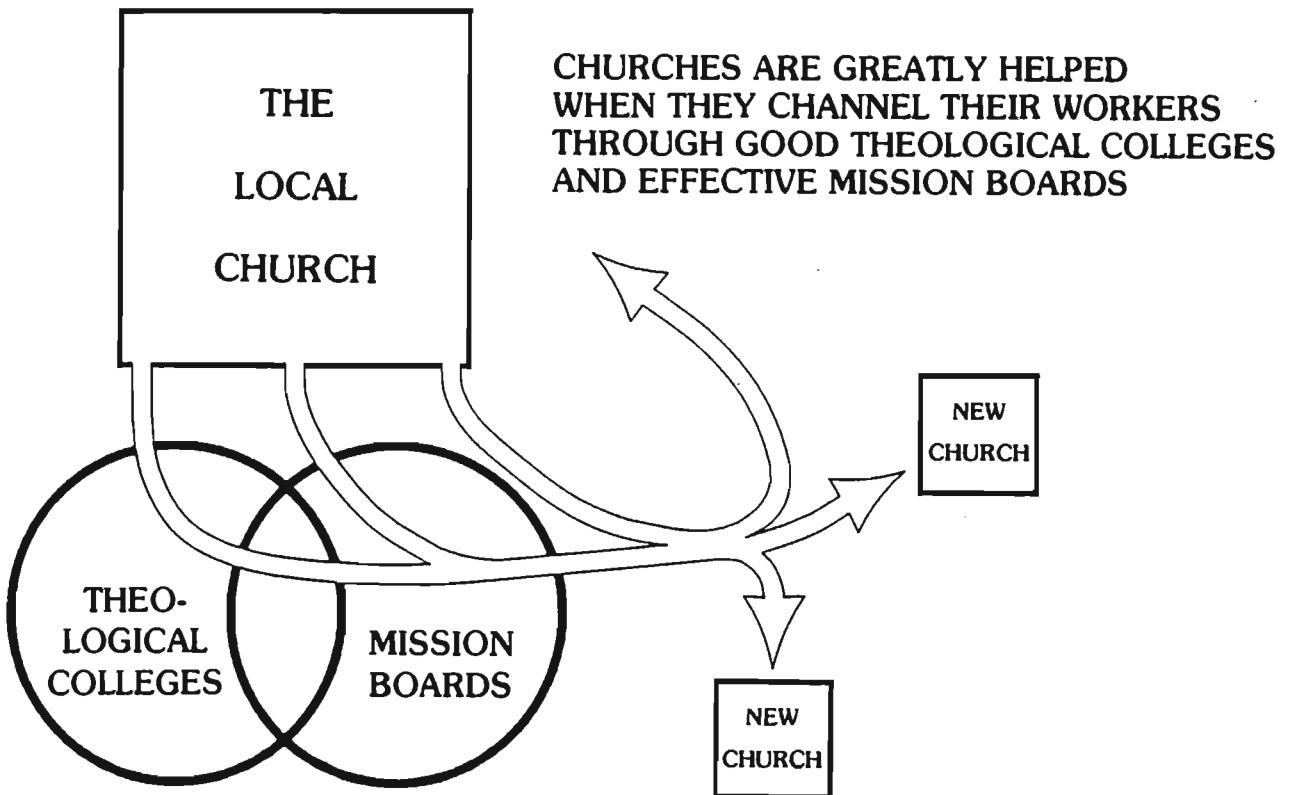 THE
LOCAL
CHURCH
CHURCHES ARE GREATLY HELPED
WHEN THEY CHANNEL THEIR WORKERS
THROUGH GOOD THEOLOGICAL COLLEGES
AND EFFECTIVE MISSION BOARDS
NEW
CHURCH
THEO-
LOGICAL
COLLEGES
MISSION
BOARDS
NEW
CHURCH